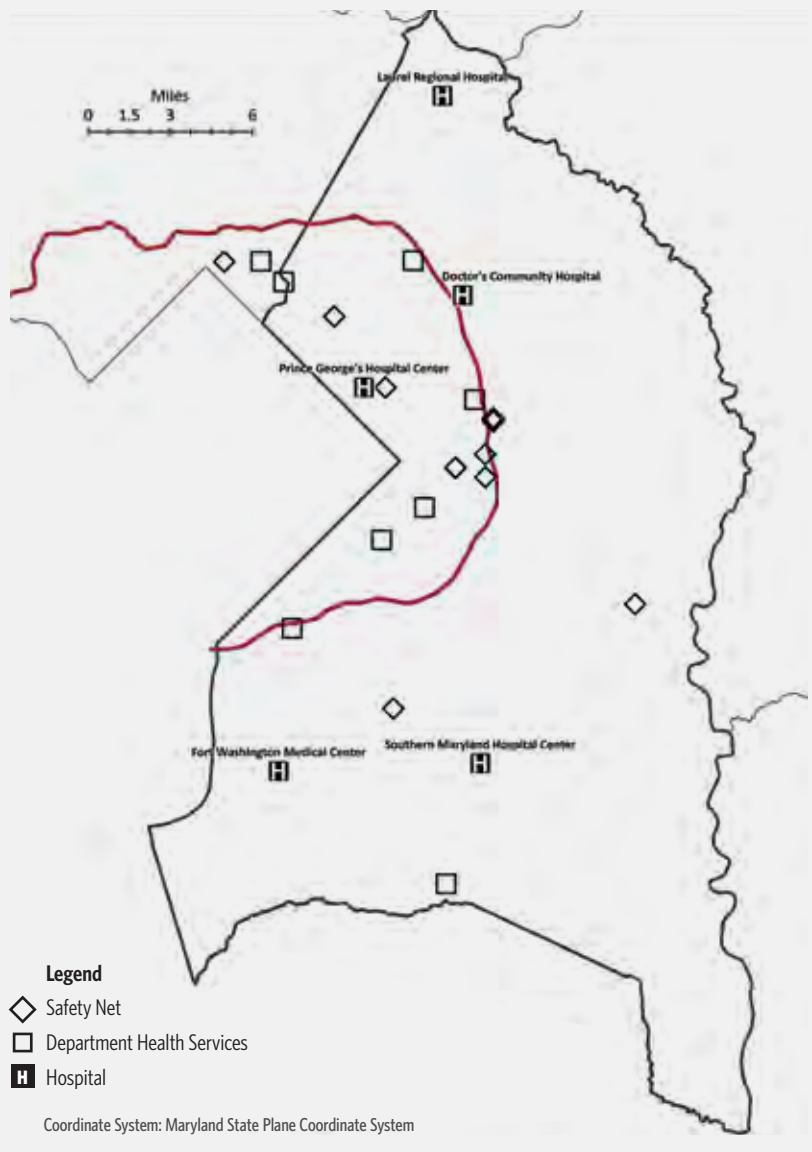 Laurel Regional Hospital
H
Miles
0 1.5 3 6
Doctor's Community Hospital
H
Prince George's Hospital Center
H
Fort Washington Medical Center
H
Southern Maryland Hospital Center
H
Legend
Safety Net
Department Health Services
H Hospital
Coordinate System: Maryland State Plane Coordinate System